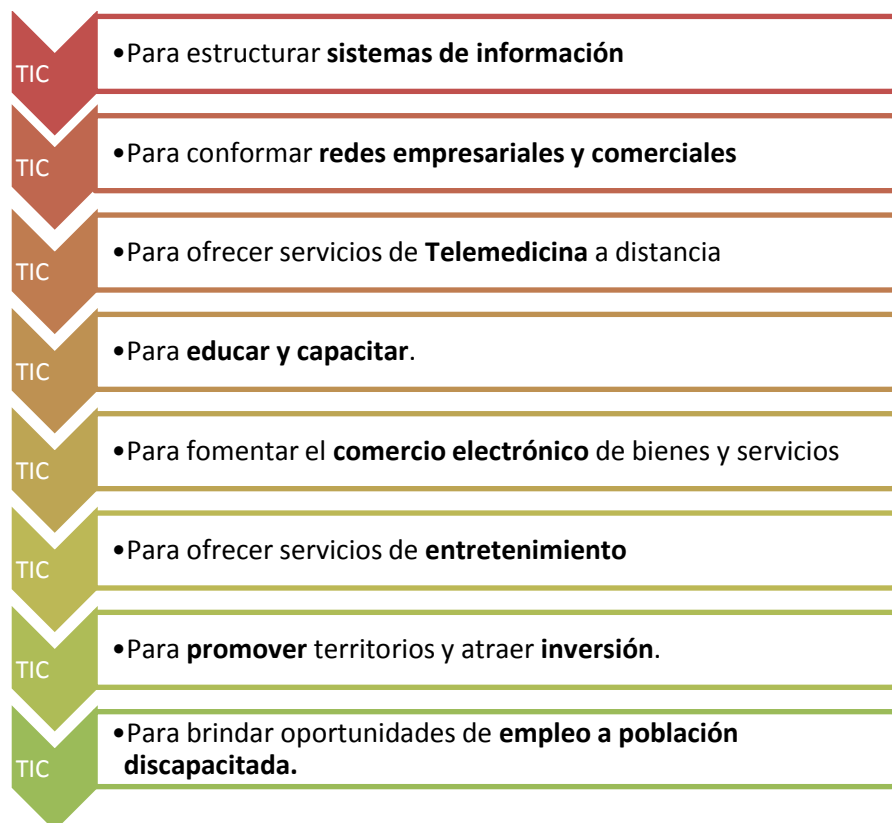 TIC
•Para estructurar sistemas de información
TIC
•Para conformar redes empresariales y comerciales
TIC
•Para ofrecer servicios de Telemedicina a distancia
TIC
•Para educar y capacitar.
TIC
•Para fomentar el comercio electrónico de bienes y servicios
TIC
•Para ofrecer servicios de entretenimiento
TIC
•Para promover territorios y atraer inversión.
TIC
•Para brindar oportunidades de empleo a población
discapacitada.